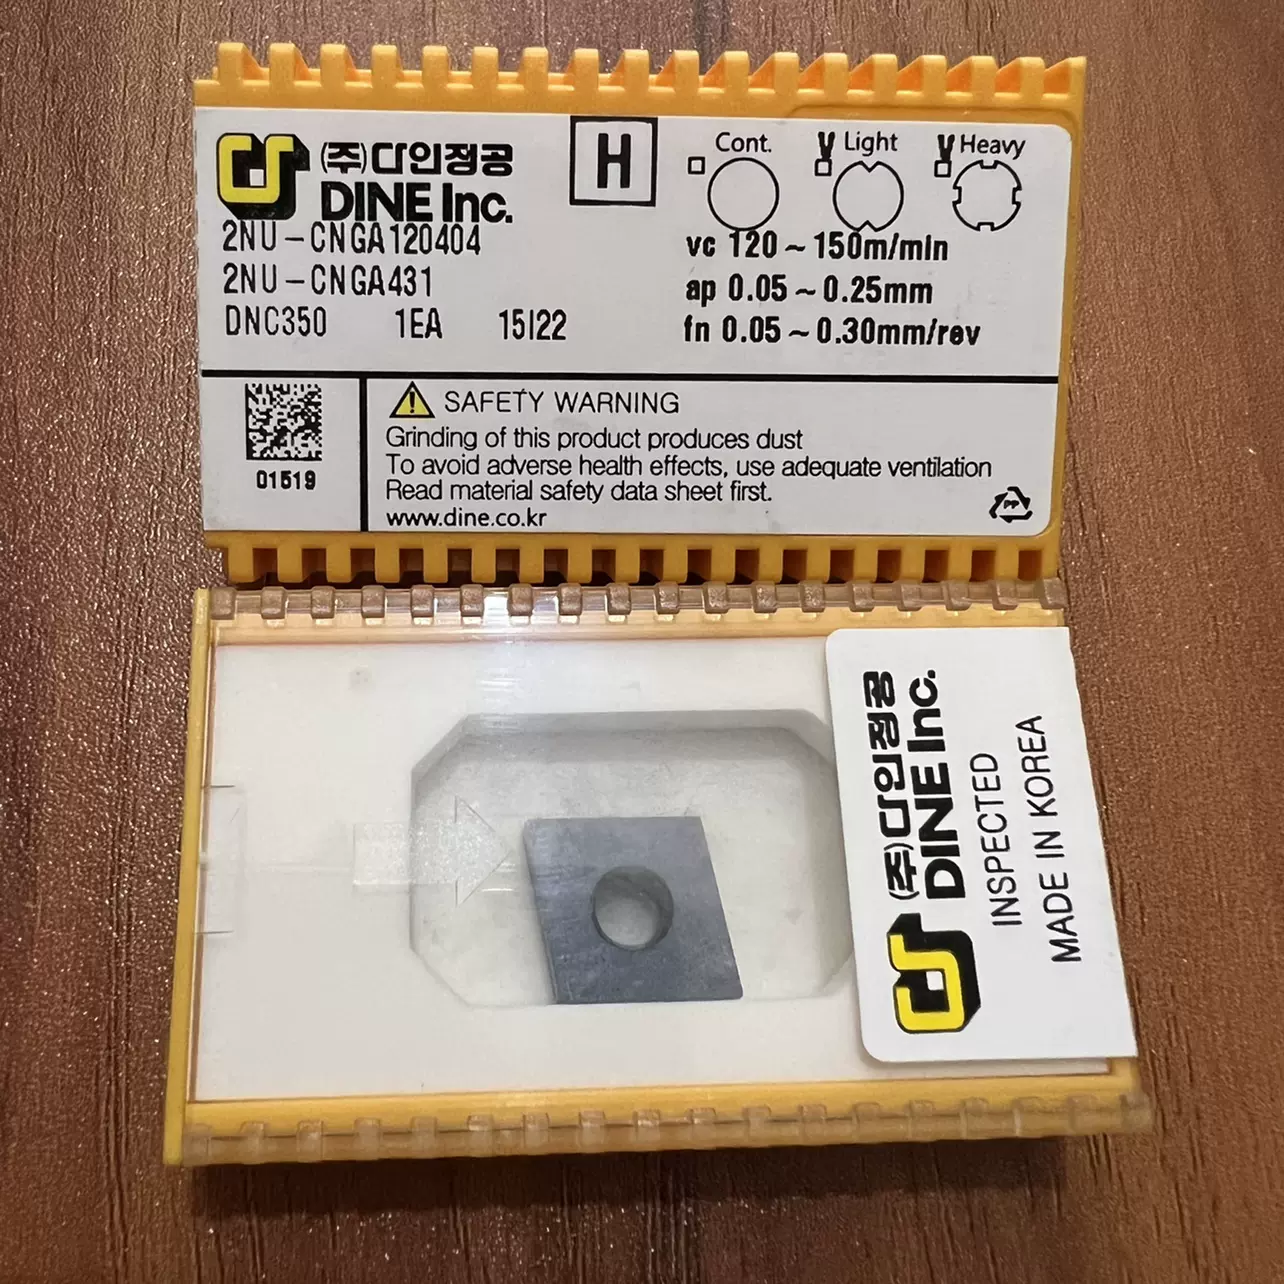 (주)다인정공
DINE Inc.
H
Cont.
Light
Heavy
2NU-CNGA120404
2NU-CNGA431
DNC350 1EA 15I22
vc 120~150m/min
ap 0.05~0.25mm
fn 0.05~0.30mm/rev
01519
SAFETY WARNING
Grinding of this product produces dust
To avoid adverse health effects, use adequate ventilation
Read material safety data sheet first.
www.dine.co.kr
PP
(주)다인정공
DINE Inc.
INSPECTED
MADE IN KOREA